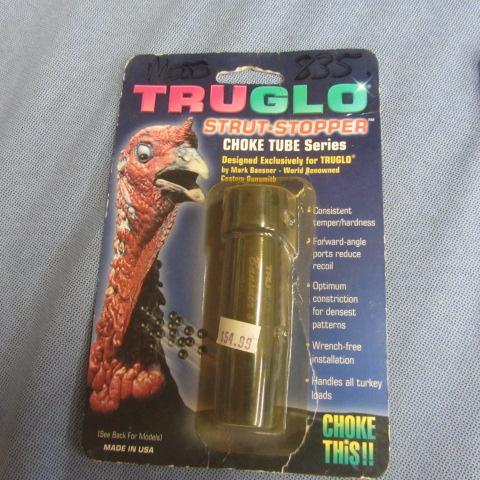 Moss 835.
TRUGLO
STRUT-STOPPER™
CHOKE TUBE Series
Designed Exclusively for TRUGLO®
by Mark Bansner - World Renowned
Custom Gunsmith
Consistent
temper/hardness
Forward-angle
ports reduce
recoil
Optimum
constriction
for densest
patterns
Wrench-free
installation
Handles all turkey
loads
$54.99
(See Back For Models)
MADE IN USA
CHOKE
THiS!!